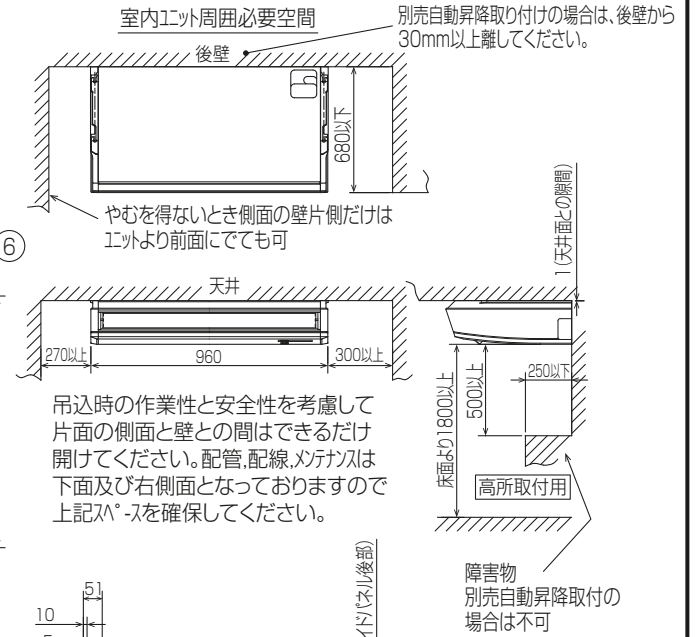 室内ユニット周囲必要空間
別売自動昇降取り付けの場合は、後壁から
30mm以上離してください。
後壁
680以下
やむを得ないとき側面の壁片側だけは
ユニットより前面にでても可
6
1(天井面との隙間)
天井
270以上
960
300以上
250以下
500以上
床面より1800以上
高所取付用
吊込時の作業性と安全性を考慮して
片面の側面と壁との間はできるだけ
開けてください。配管,配線,メンテナンスは
下面及び右側面となっておりますので
上記スペースを確保してください。
障害物
別売自動昇降取付の
場合は不可
51
10
イドパネル後部)